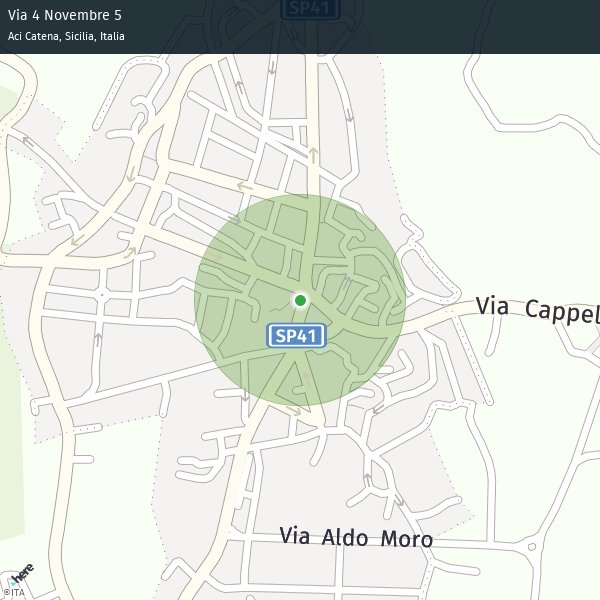 Via 4 Novembre 5
Aci Catena, Sicilia, Italia
SP41
Via Cappel
SP41
Via Aldo Moro
here
©ITA